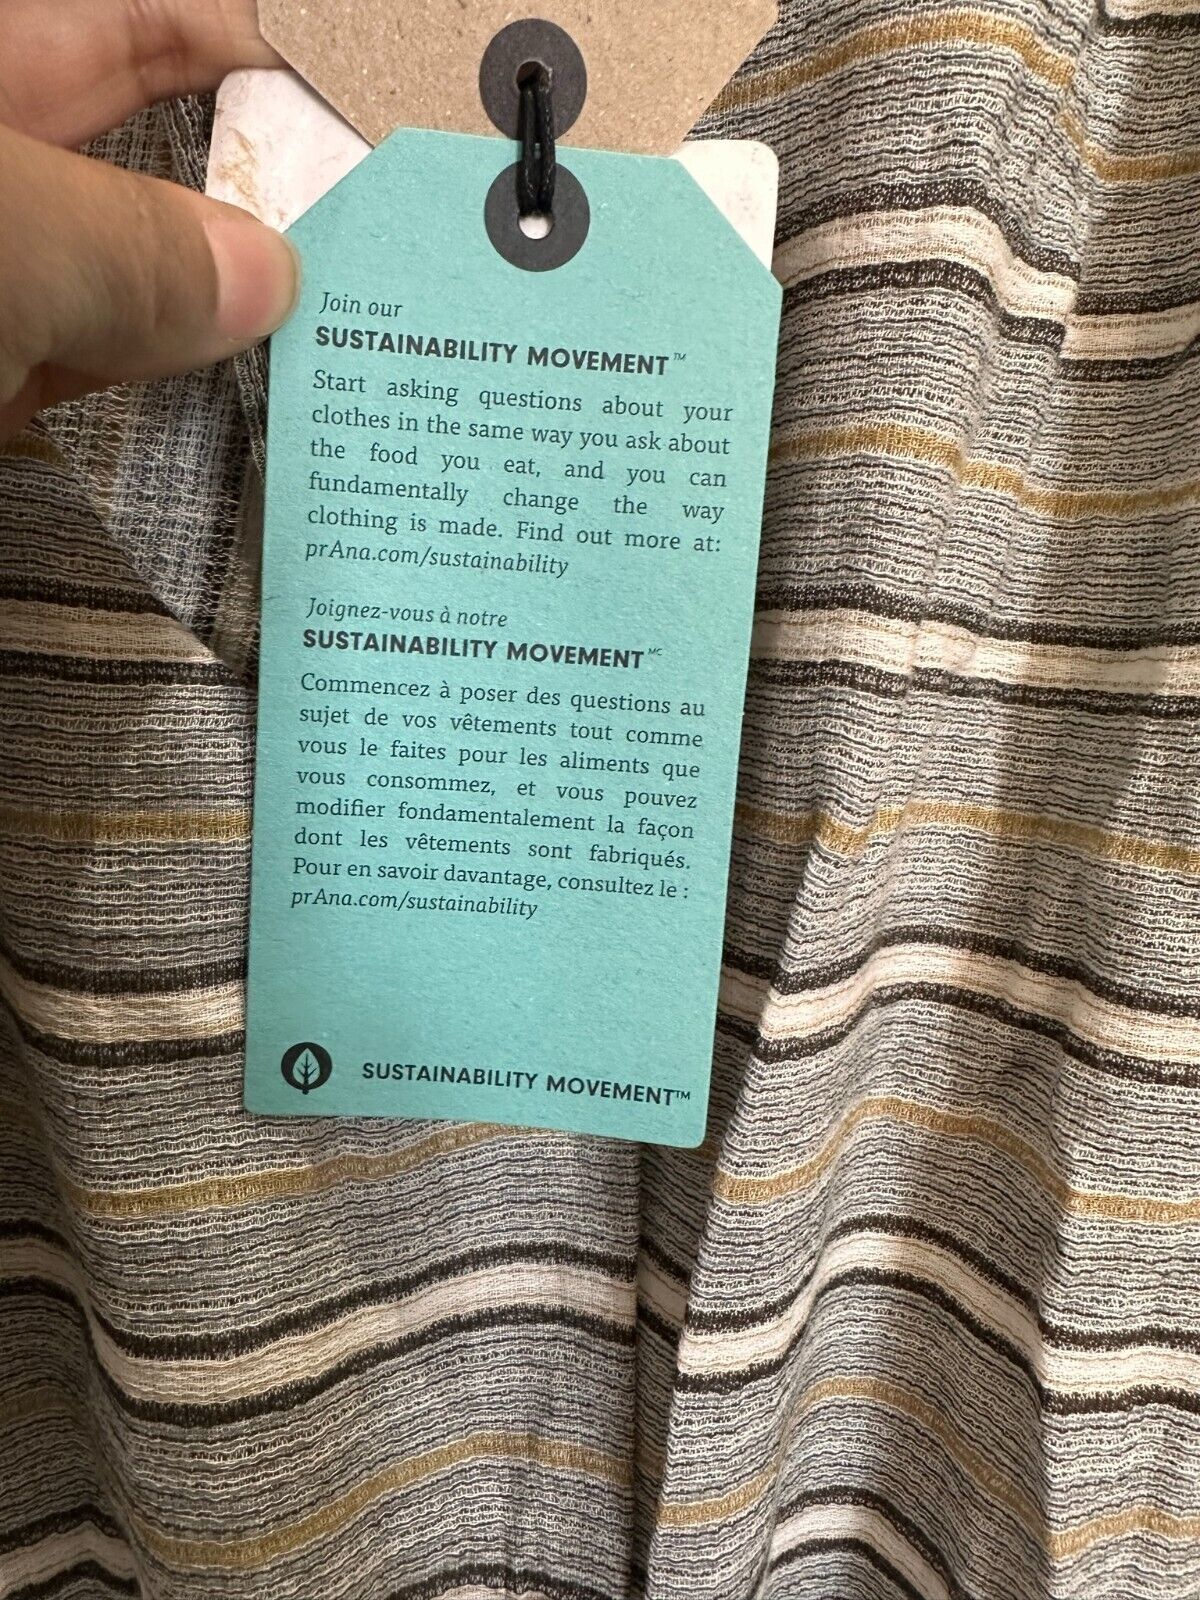 Join our
SUSTAINABILITY MOVEMENT™
Start asking questions about your
clothes in the same way you ask about
the food you eat, and you can
fundamentally change the way
clothing is made. Find out more at:
prAna.com/sustainability
Joignez-vous à notre
SUSTAINABILITY MOVEMENT MC
Commencez à poser des questions au
sujet de vos vêtements tout comme
vous le faites pour les aliments que
vous consommez, et vous pouvez
modifier fondamentalement la façon
dont les vêtements sont fabriqués.
Pour en savoir davantage, consultez le :
prAna.com/sustainability
SUSTAINABILITY MOVEMENT™